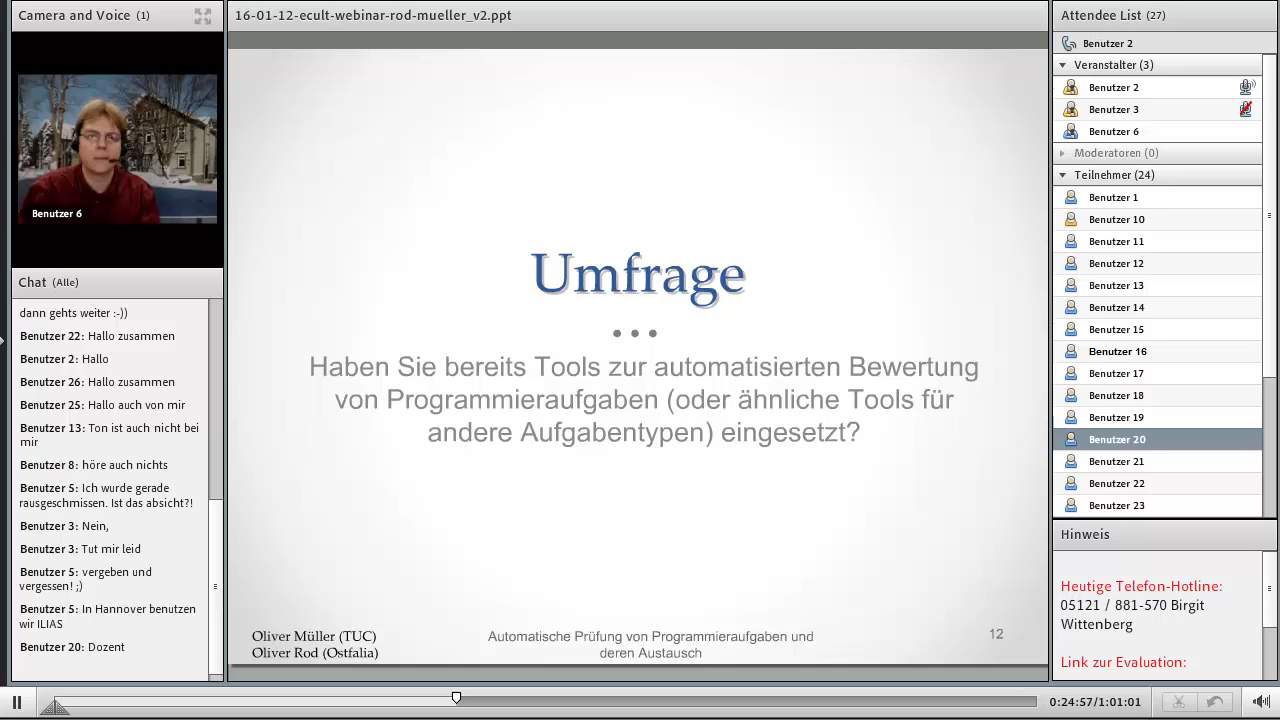 Camera and Voice (1)
Benutzer 6
Chat (Alle)
dann gehts weiter :-))
Benutzer 22: Hallo zusammen
Benutzer 2: Hallo
Benutzer 26: Hallo zusammen
Benutzer 25: Hallo auch von mir
Benutzer 13: Ton ist auch nicht bei
mir
Benutzer 8: höre auch nichts
Benutzer 5: Ich wurde gerade
rausgeschmissen. Ist das absicht?!
Benutzer 3: Nein,
Benutzer 3: Tut mir leid
Benutzer 5: vergeben und
vergessen! ;)
Benutzer 5: In Hannover benutzen
wir ILIAS
Benutzer 20: Dozent
16-01-12-ecult-webinar-rod-mueller_v2.ppt
Umfrage
Haben Sie bereits Tools zur automatisierten Bewertung
von Programmieraufgaben (oder ähnliche Tools für
andere Aufgabentypen) eingesetzt?
Oliver Müller (TUC)
Oliver Rod (Ostfalia)
Automatische Prüfung von Programmieraufgaben und
deren Austausch
12
Attendee List (27)
Benutzer 2
Veranstalter (3)
Benutzer 2
Benutzer 3
Benutzer 6
Moderatoren (0)
Teilnehmer (24)
Benutzer 1
Benutzer 10
Benutzer 11
Benutzer 12
Benutzer 13
Benutzer 14
Benutzer 15
Benutzer 16
Benutzer 17
Benutzer 18
Benutzer 19
Benutzer 20
Benutzer 21
Benutzer 22
Benutzer 23
Hinweis
Heutige Telefon-Hotline:
05121 / 881-570 Birgit
Wittenberg
Link zur Evaluation:
0:24:57/1:01:01